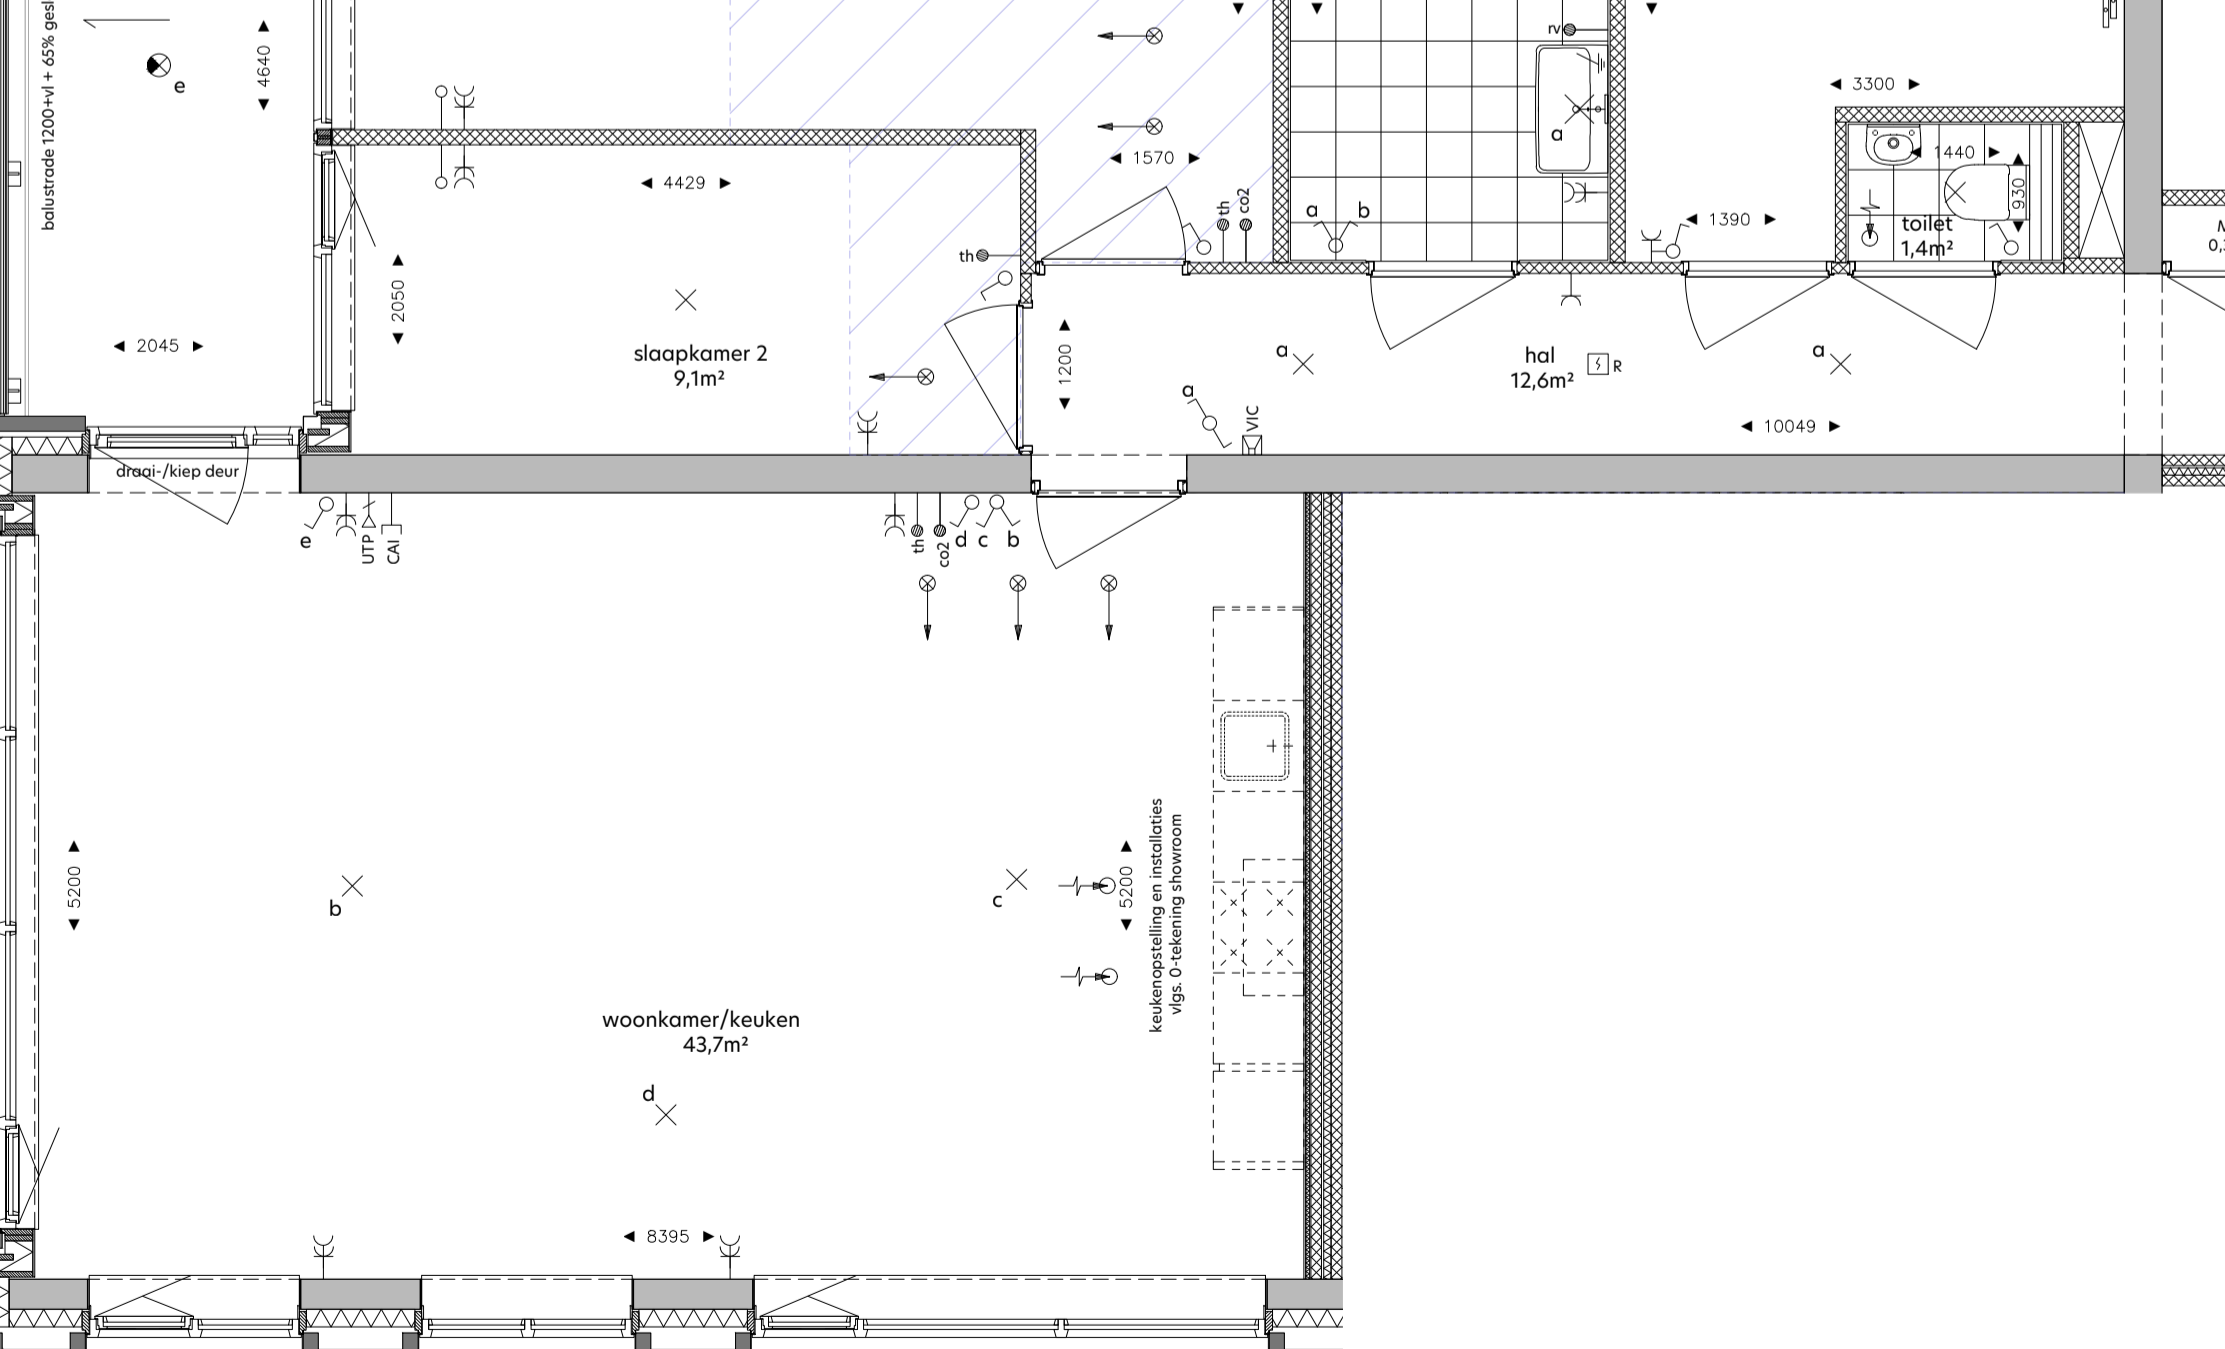 balustrade 1200+vl + 65% gesl
e
4640
2045
2050
4429
slaapkamer 2
9,1m²
th
1570
th
co2
a
b
rv
a
3300
1390
1440
930
toilet
1,4m²
1200
a
a
VIC
hal
12,6m²
R
a
10049
draai-/kiep deur
e
UTP
CAI
th
co2
d
c
b
5200
b
c
5200
keukenopstelling en installaties
vlgs. 0-tekening showroom
woonkamer/keuken
43,7m²
d
8395